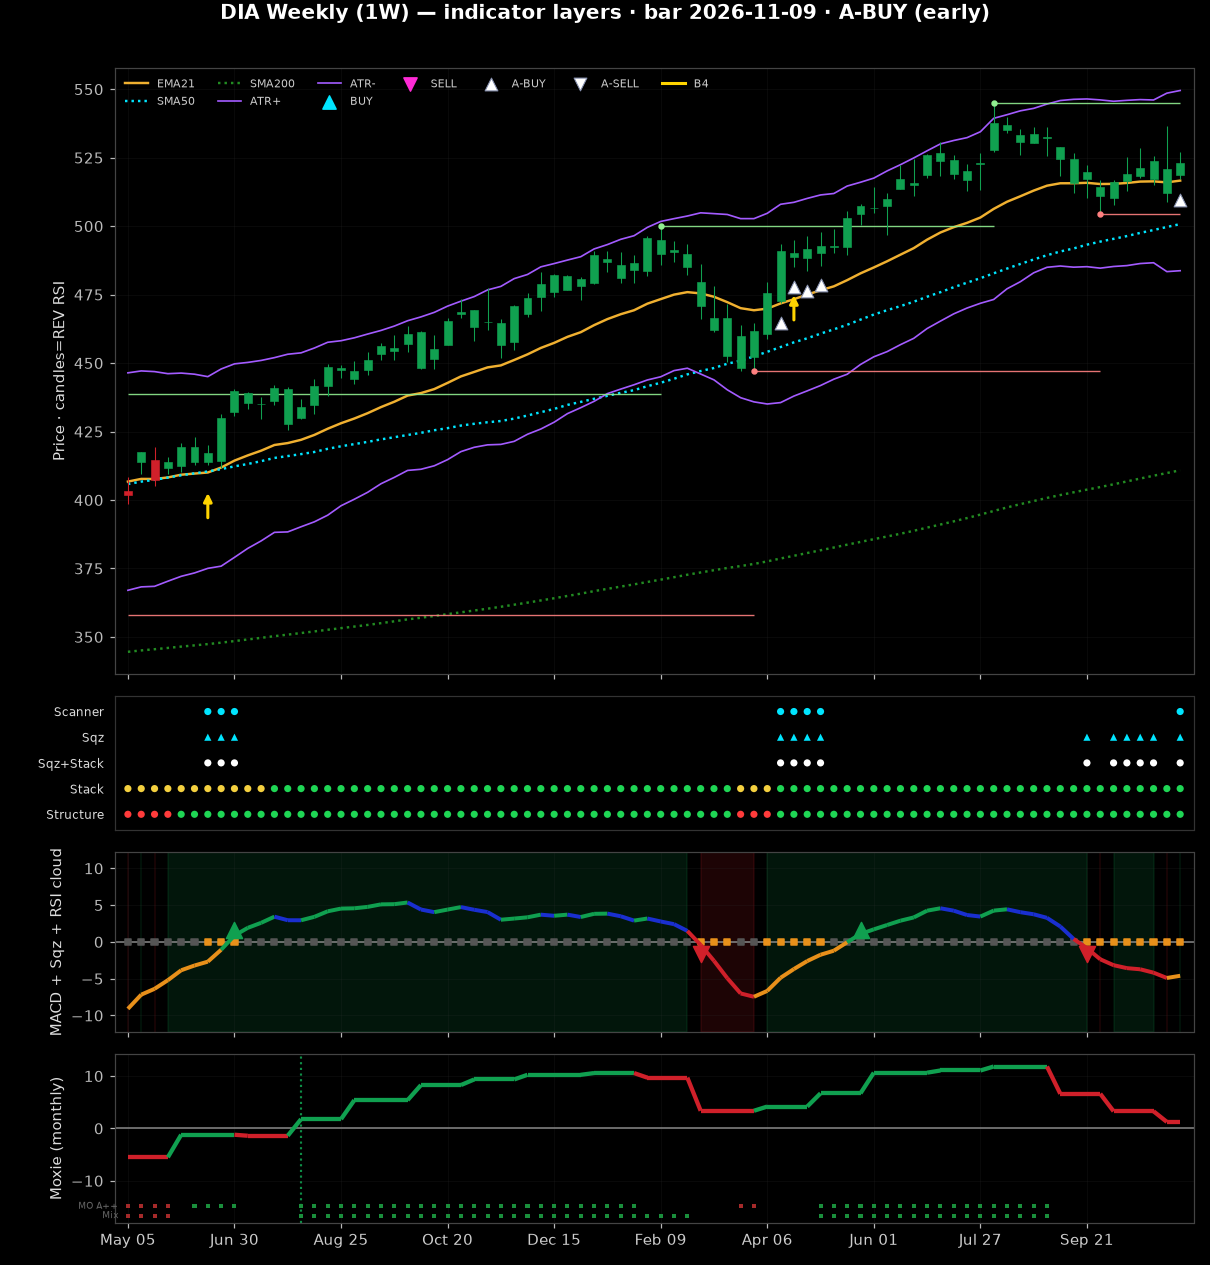 DIA Weekly (1W) — indicator layers · bar 2026-11-09 · A-BUY (early)
EMA21 SMA200 ATR- SELL A-BUY A-SELL B4
SMA50 ATR+ BUY
Price · candles=REV RSI
550
525
500
475
450
425
400
375
350
Scanner
Sqz
Sqz+Stack
Stack
Structure
MACD + Sqz + RSI cloud
10
5
0
−5
−10
Moxie (monthly)
10
0
−10
MO A++
Mix
May 05 Jun 30 Aug 25 Oct 20 Dec 15 Feb 09 Apr 06 Jun 01 Jul 27 Sep 21